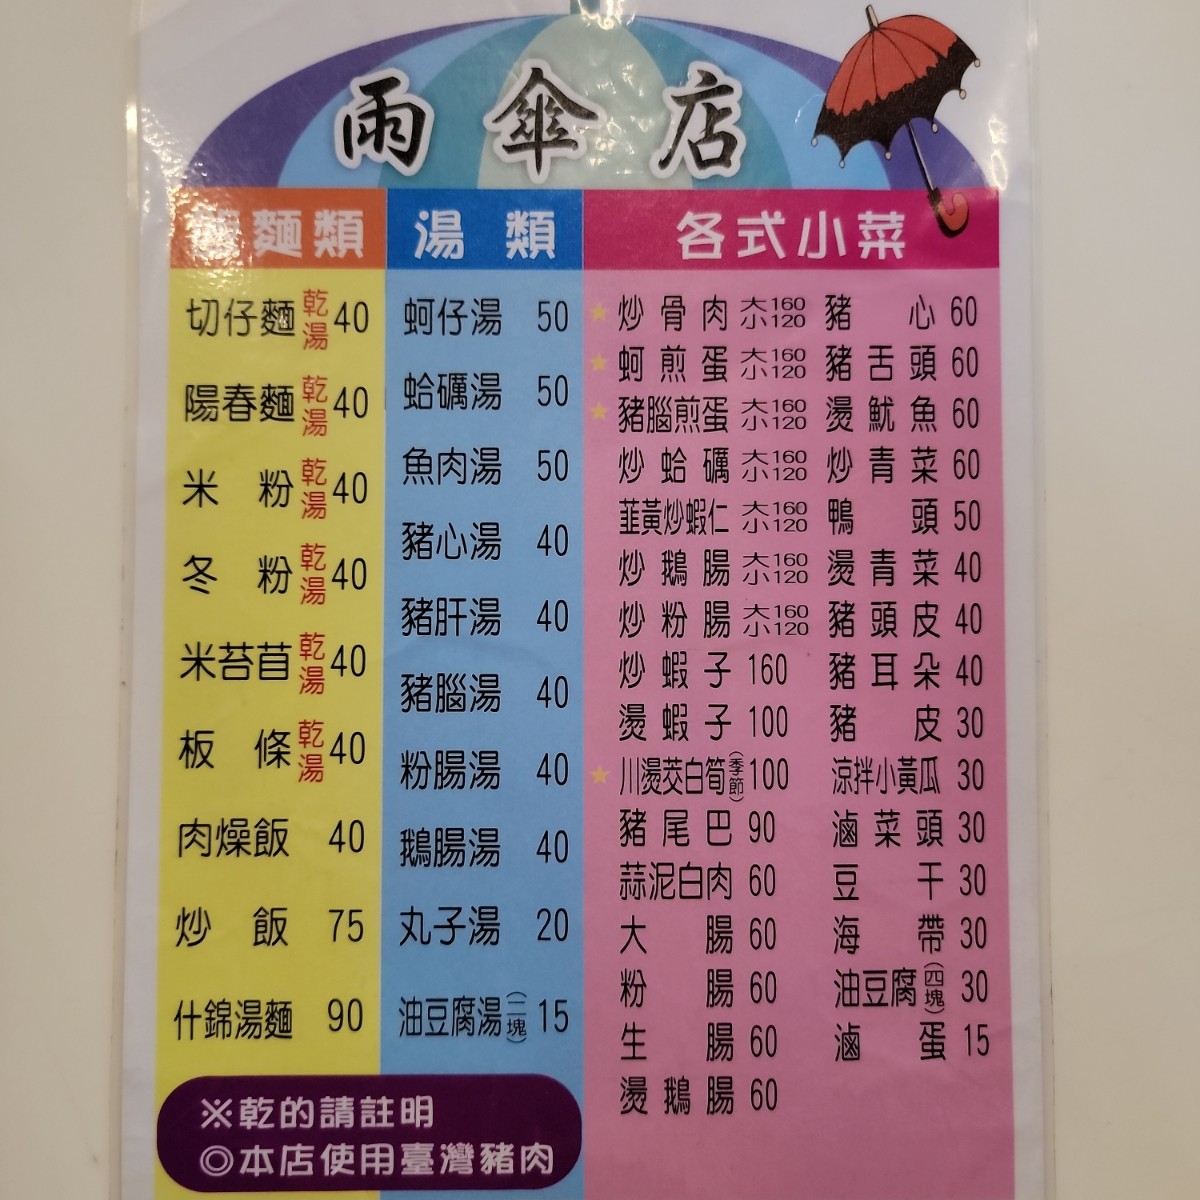 雨傘店
麵類
切仔麵 乾湯 40
陽春麵 乾湯 40
米粉 乾湯 40
冬粉 乾湯 40
米苔苜 乾湯 40
板條 乾湯 40
肉燥飯 40
炒飯 75
什錦湯麵 90
湯類
蚵仔湯 50
蛤礪湯 50
魚肉湯 50
豬心湯 40
豬肝湯 40
豬腦湯 40
粉腸湯 40
鵝腸湯 40
丸子湯 20
油豆腐湯(二塊) 15
各式小菜
★炒骨肉 大160 小120
★蚵煎蛋 大160 小120
★豬腦煎蛋 大160 小120
炒蛤礪 大160 小120
韮黃炒蝦仁 大160 小120
炒鵝腸 大160 小120
炒粉腸 大160 小120
炒蝦子 160
燙蝦子 100
★川燙茭白筍(季節) 100
豬尾巴 90
蒜泥白肉 60
大腸 60
粉腸 60
生腸 60
燙鵝腸 60
豬心 60
豬舌頭 60
燙魷魚 60
炒青菜 60
鴨頭 50
燙青菜 40
豬頭皮 40
豬耳朵 40
豬皮 30
涼拌小黃瓜 30
滷菜頭 30
豆干 30
海帶 30
油豆腐(四塊) 30
滷蛋 15
※乾的請註明
◎本店使用臺灣豬肉